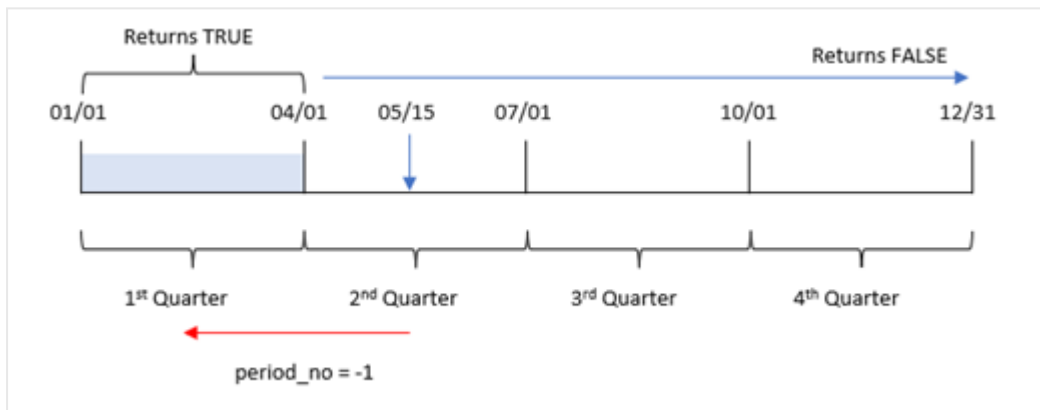 Returns TRUE
Returns FALSE
01/01 04/01 05/15 07/01 10/01 12/31
1st Quarter 2nd Quarter 3rd Quarter 4th Quarter
period_no = -1